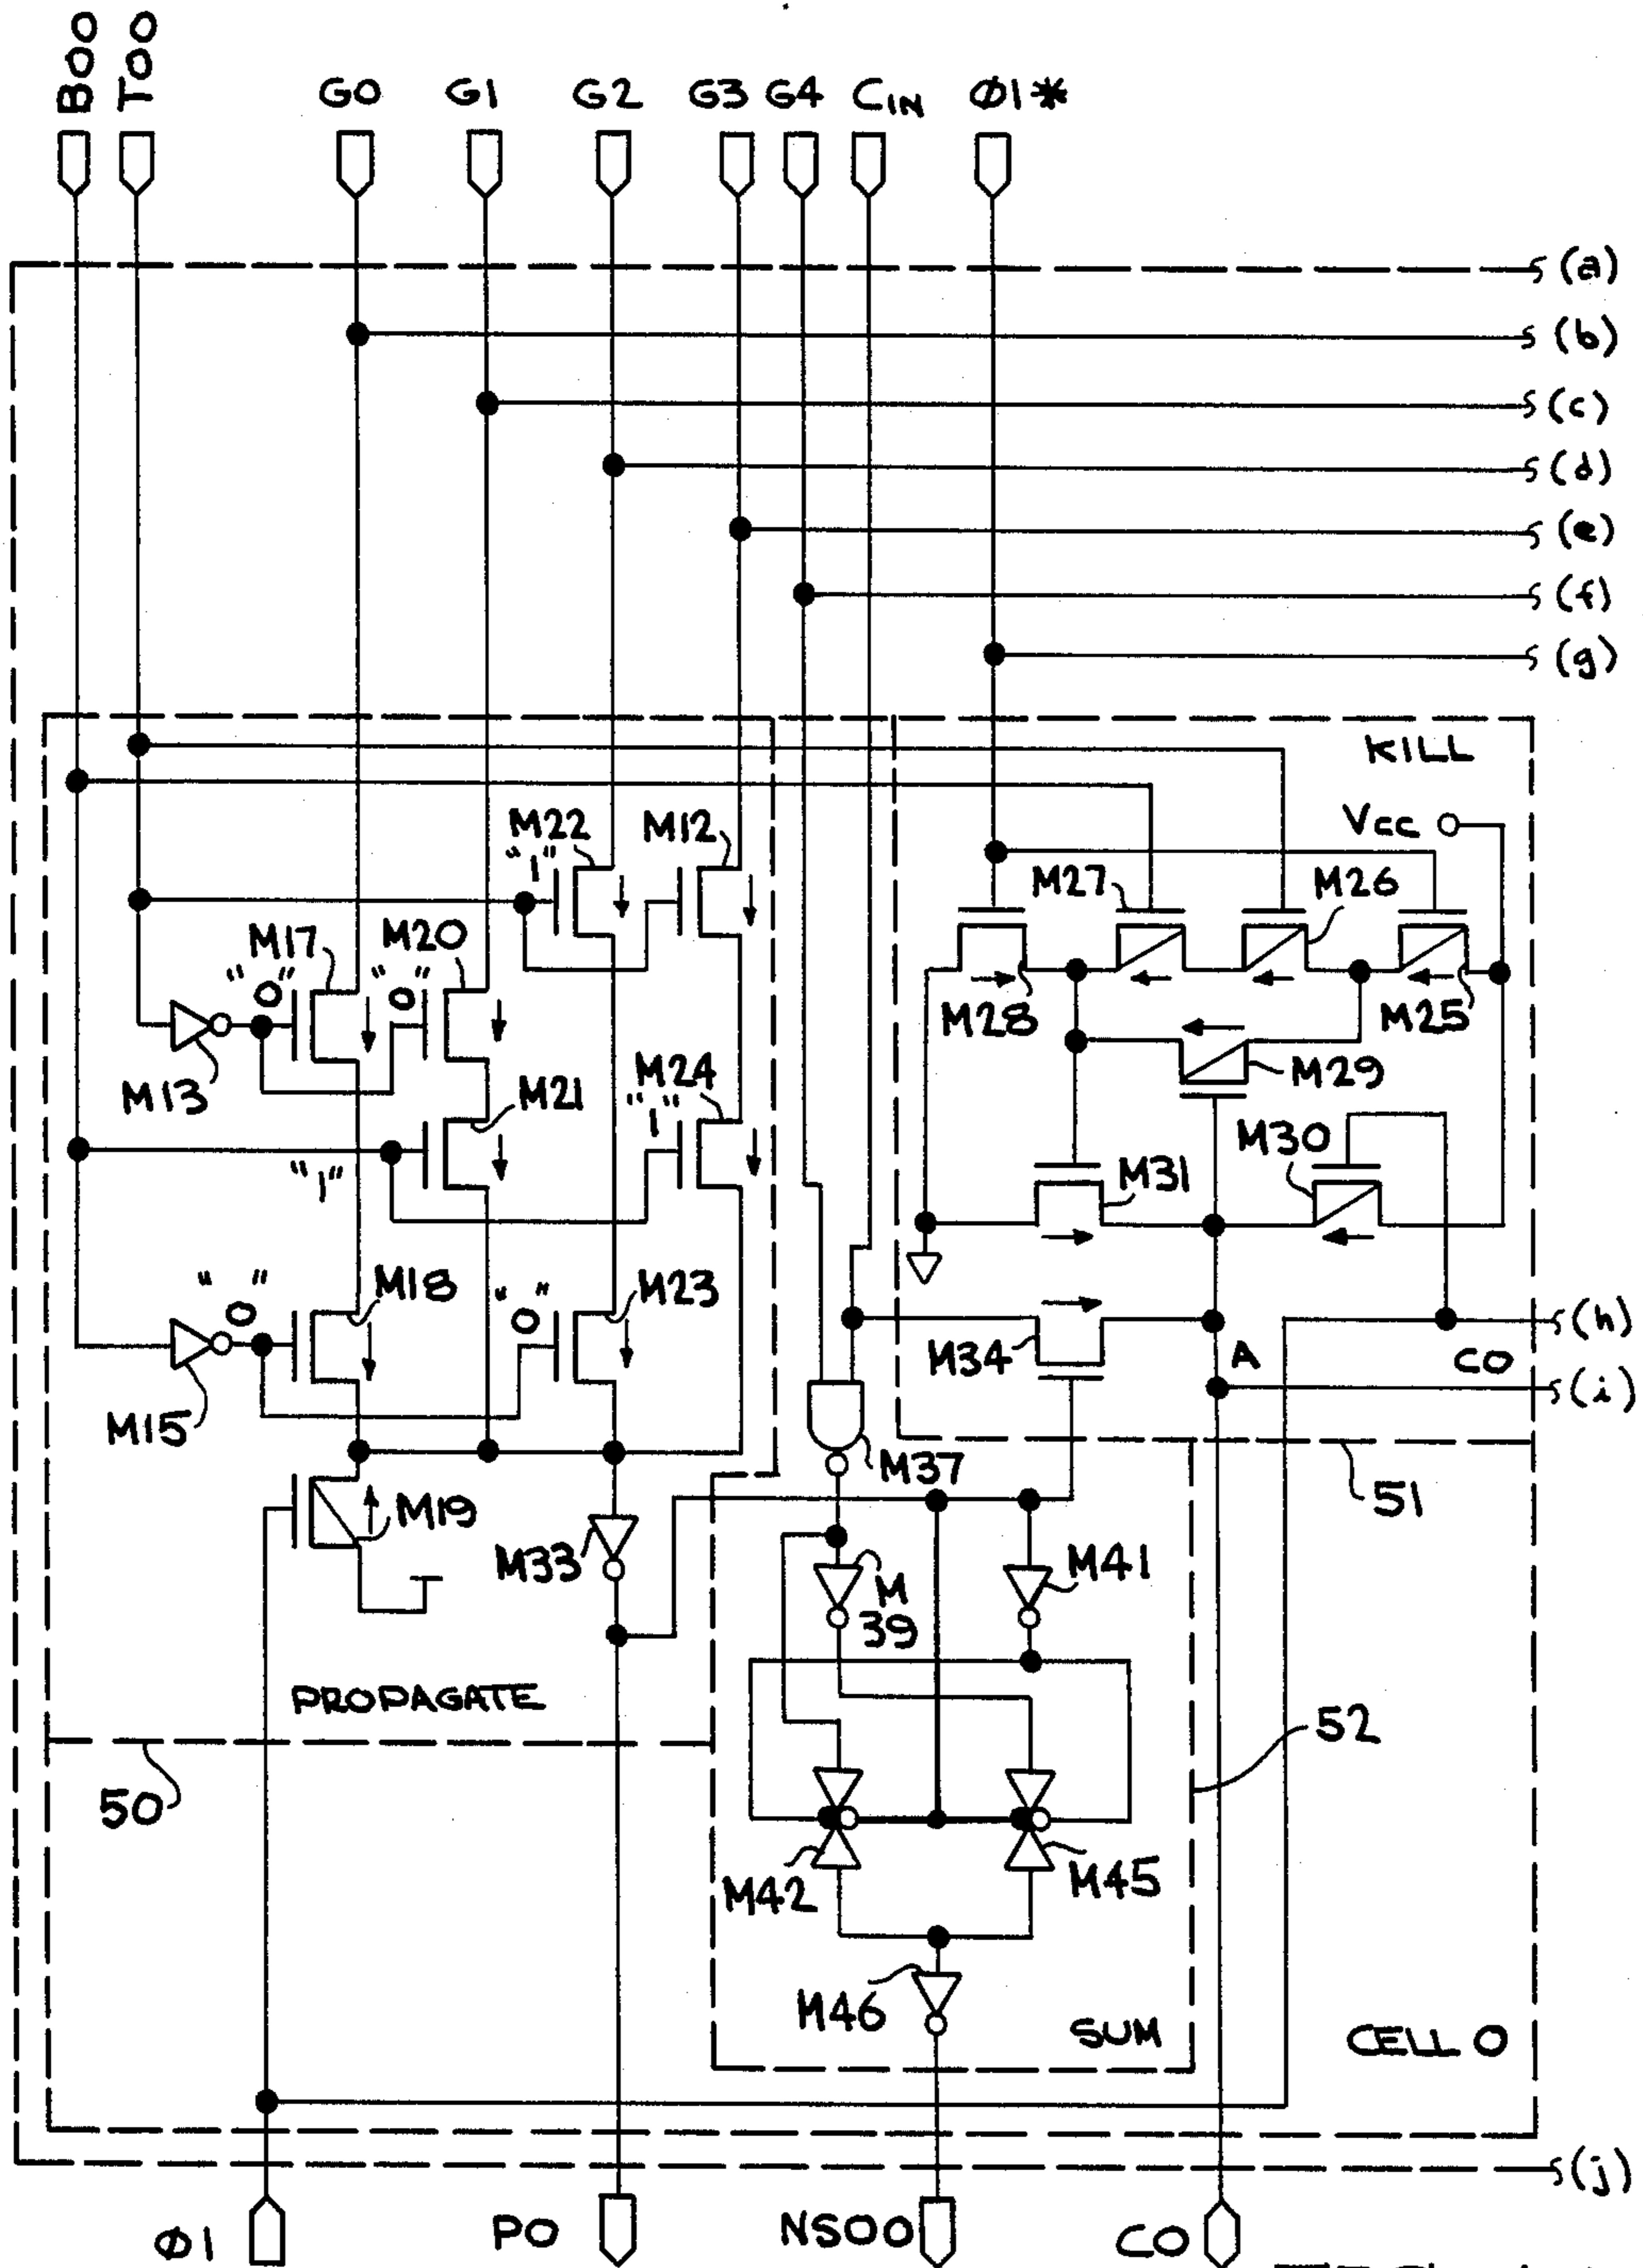 B00
T00
G0
G1
G2
G3
G4
CIN
Ø1*
(a)
(b)
(c)
(d)
(e)
(f)
(g)
KILL
Vcc
M22
"1"
M12
M27
M26
M17
"0"
M20
"0"
M28
M25
M13
M21
M24
"1"
M29
"1"
M31
M30
"0"
M18
"0"
M23
(h)
M34
A
CO
(i)
M15
M37
51
M19
M33
M
39
M41
PROPAGATE
52
50
M42
M45
M46
SUM
CELL 0
(j)
Ø1
PO
NSOO
CO